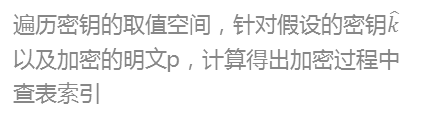 遍历密钥的取值空间，针对假设的密钥k̂
以及加密的明文p，计算得出加密过程中
查表索引